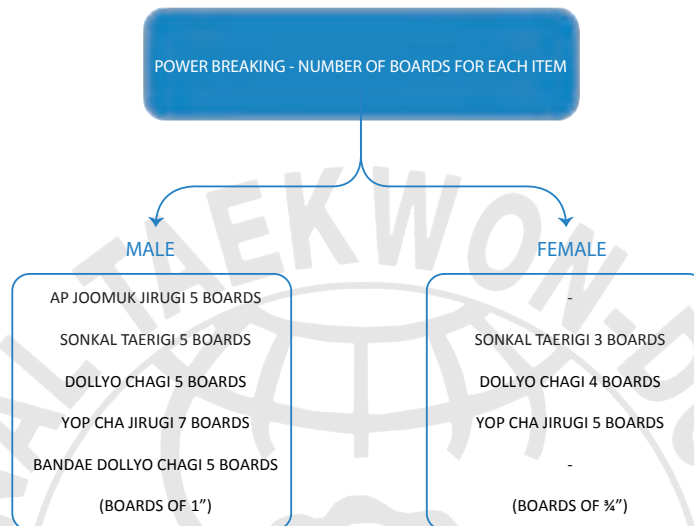 POWER BREAKING - NUMBER OF BOARDS FOR EACH ITEM
MALE
AP JOOMUK JIRUGI 5 BOARDS
SONKAL TAERIGI 5 BOARDS
DOLLYO CHAGI 5 BOARDS
YOP CHA JIRUGI 7 BOARDS
BANDAE DOLLYO CHAGI 5 BOARDS
(BOARDS OF 1”)
FEMALE
-
SONKAL TAERIGI 3 BOARDS
DOLLYO CHAGI 4 BOARDS
YOP CHA JIRUGI 5 BOARDS
-
(BOARDS OF ¾”)
TAEKWON-DO